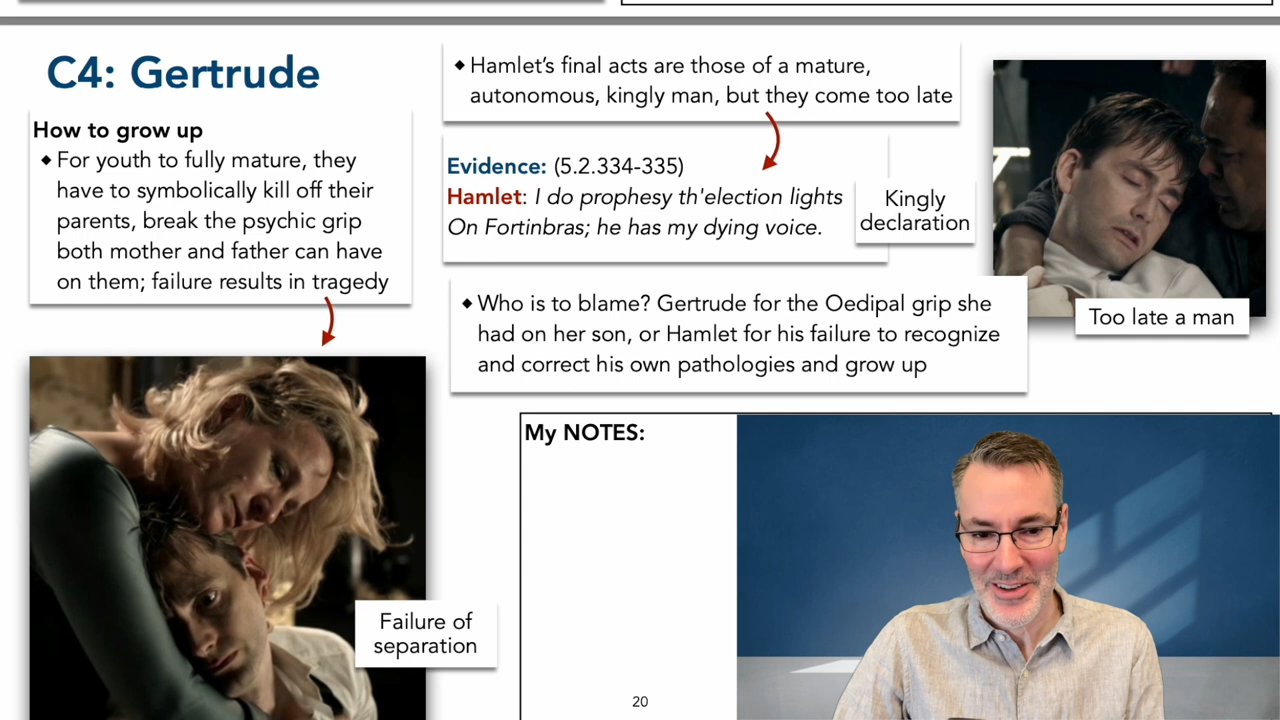 C4: Gertrude
How to grow up
◆ For youth to fully mature, they
have to symbolically kill off their
parents, break the psychic grip
both mother and father can have
on them; failure results in tragedy
Failure of
separation
◆ Hamlet’s final acts are those of a mature,
autonomous, kingly man, but they come too late
Evidence: (5.2.334-335)
Hamlet: I do prophesy th'election lights
On Fortinbras; he has my dying voice.
Kingly
declaration
Too late a man
◆ Who is to blame? Gertrude for the Oedipal grip she
had on her son, or Hamlet for his failure to recognize
and correct his own pathologies and grow up
My NOTES:
20